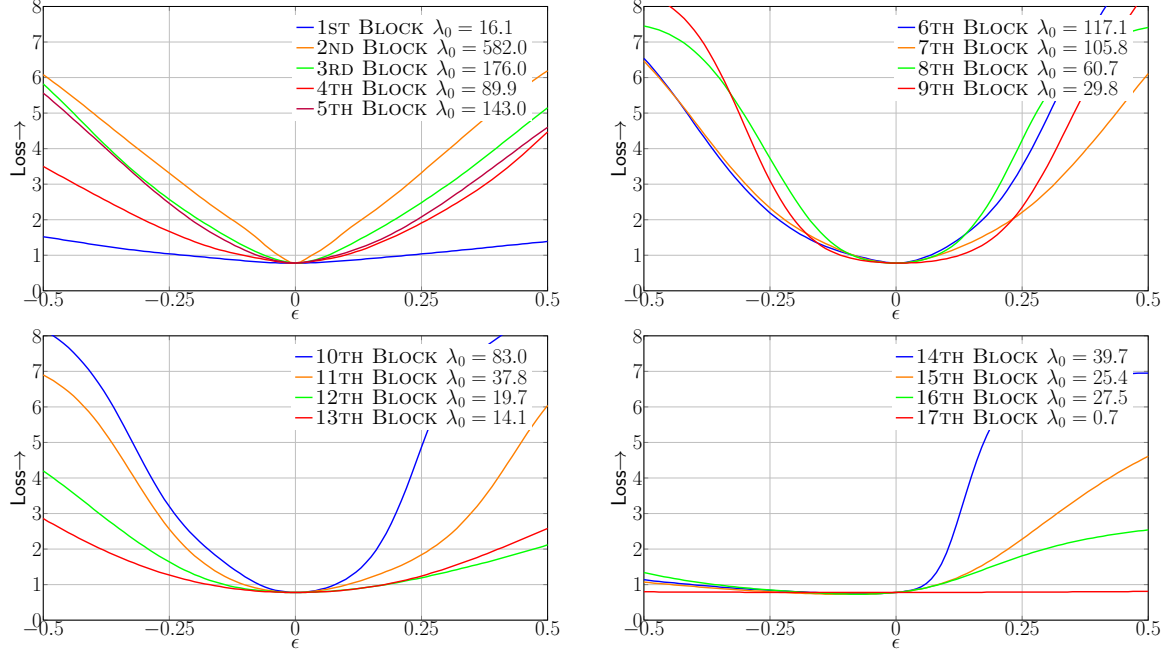 8
7
6
5
4
3
2
1
0
Loss→
−0.5
−0.25
0
0.25
0.5
ϵ
1ST BLOCK λ0 = 16.1
2ND BLOCK λ0 = 582.0
3RD BLOCK λ0 = 176.0
4TH BLOCK λ0 = 89.9
5TH BLOCK λ0 = 143.0
8
7
6
5
4
3
2
1
0
Loss→
−0.5
−0.25
0
0.25
0.5
ϵ
6TH BLOCK λ0 = 117.1
7TH BLOCK λ0 = 105.8
8TH BLOCK λ0 = 60.7
9TH BLOCK λ0 = 29.8
8
7
6
5
4
3
2
1
0
Loss→
−0.5
−0.25
0
0.25
0.5
ϵ
10TH BLOCK λ0 = 83.0
11TH BLOCK λ0 = 37.8
12TH BLOCK λ0 = 19.7
13TH BLOCK λ0 = 14.1
8
7
6
5
4
3
2
1
0
Loss→
−0.5
−0.25
0
0.25
0.5
ϵ
14TH BLOCK λ0 = 39.7
15TH BLOCK λ0 = 25.4
16TH BLOCK λ0 = 27.5
17TH BLOCK λ0 = 0.7